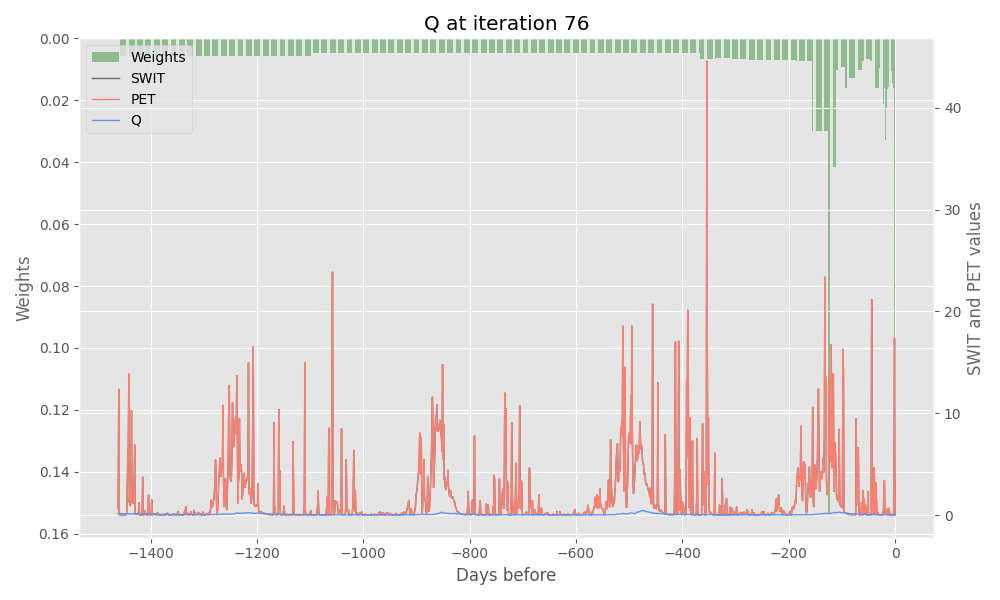 Q at iteration 76
Weights
SWIT
PET
Q
0.00
0.02
0.04
0.06
0.08
0.10
0.12
0.14
0.16
Weights
40
30
20
10
0
SWIT and PET values
−1400
−1200
−1000
−800
−600
−400
−200
0
Days before